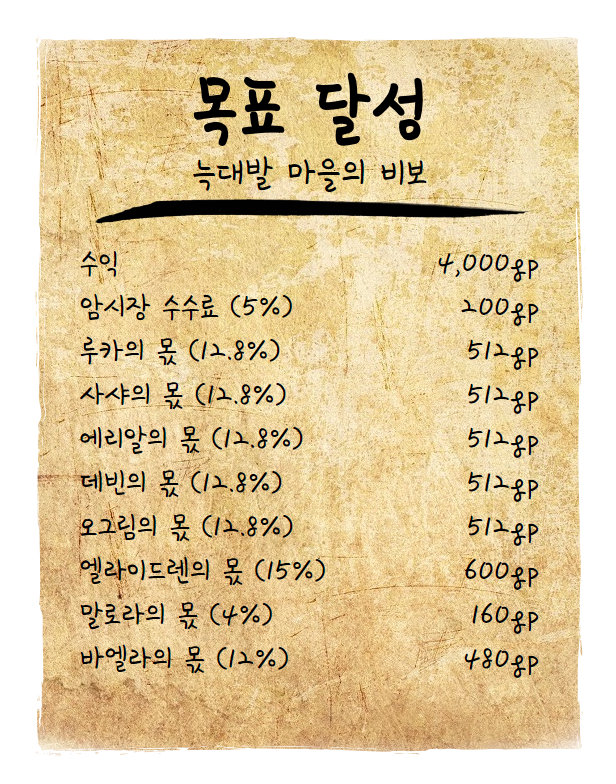 목표 달성
늑대발 마을의 비보
수익 4,000gp
암시장 수수료 (5%) 200gp
루카의 몫 (12.8%) 512gp
사샤의 몫 (12.8%) 512gp
에리알의 몫 (12.8%) 512gp
데빈의 몫 (12.8%) 512gp
오그림의 몫 (12.8%) 512gp
엘라이드렌의 몫 (15%) 600gp
말로라의 몫 (4%) 160gp
바엘라의 몫 (12%) 480gp